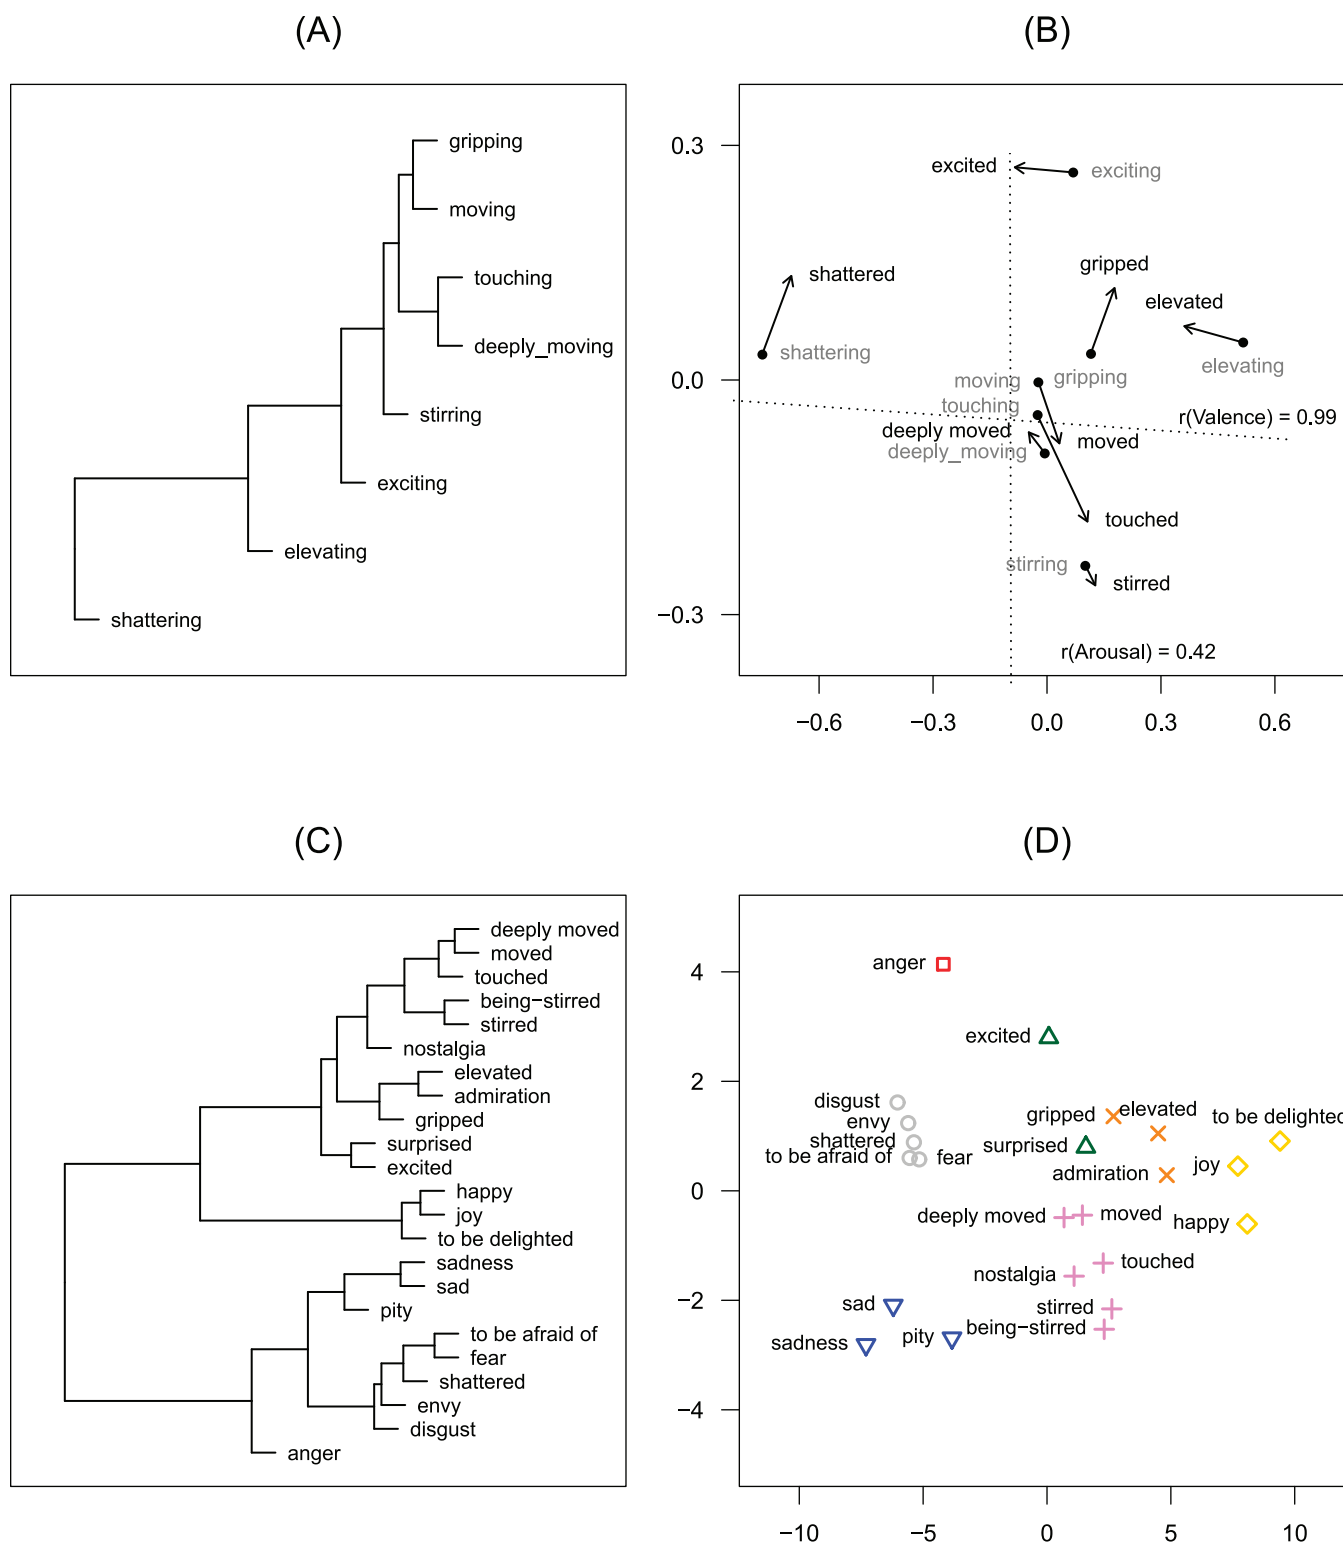 (A)
gripping
moving
touching
deeply_moving
stirring
exciting
elevating
shattering
(B)
0.3
0.0
−0.3
excited
exciting
shattered
gripped
elevated
shattering
elevating
moving
gripping
touching
r(Valence) = 0.99
deeply moved
moved
deeply_moving
touched
stirring
stirred
r(Arousal) = 0.42
−0.6
−0.3
0.0
0.3
0.6
(C)
deeply moved
moved
touched
being−stirred
stirred
nostalgia
elevated
admiration
gripped
surprised
excited
happy
joy
to be delighted
sadness
sad
pity
to be afraid of
fear
shattered
envy
disgust
anger
(D)
4
2
0
−2
−4
anger
excited
disgust
gripped
elevated
envy
to be delighted
shattered
surprised
to be afraid of
fear
joy
admiration
deeply moved
moved
happy
touched
nostalgia
sad
stirred
being−stirred
sadness
pity
−10
−5
0
5
10